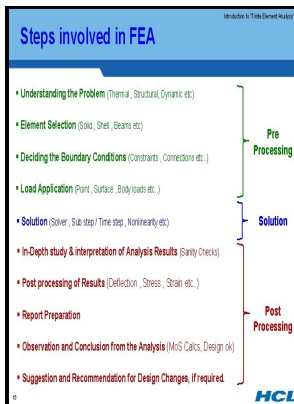 Introduction to "Finite Element Analysis"
Steps involved in FEA
▪ Understanding the Problem (Thermal , Structural, Dynamic etc)
▪ Element Selection (Solid , Shell , Beams etc)
▪ Deciding the Boundary Conditions (Constraints , Connections etc..)
▪ Load Application (Point , Surface , Body loads etc..)
Pre
Processing
▪ Solution (Solver , Sub step / Time step , Nonlinearity etc)
Solution
▪ In-Depth study & interpretation of Analysis Results (Sanity Checks)
▪ Post processing of Results (Deflection , Stress , Strain etc..)
▪ Report Preparation
▪ Observation and Conclusion from the Analysis (MoS Calcs, Design ok)
▪ Suggestion and Recommendation for Design Changes, if required.
Post
Processing
HCL